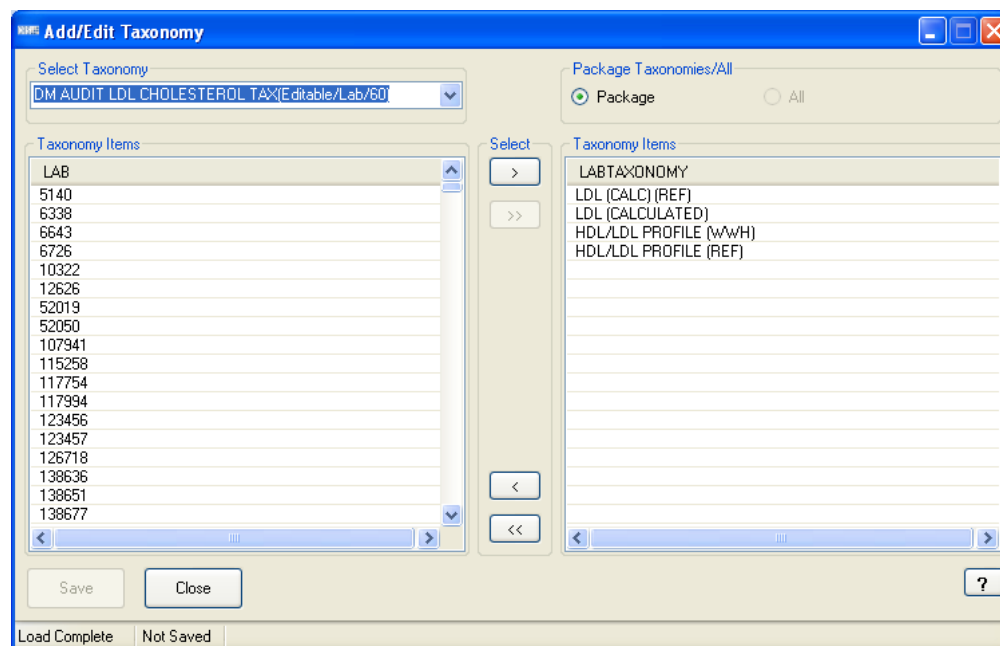 Add/Edit Taxonomy
Select Taxonomy
DM AUDIT LDL CHOLESTEROL TAX(Editable/Lab/60)
Package Taxonomies/All
Package
All
Taxonomy Items
LAB
5140
6338
6643
6726
10322
12626
52019
52050
107941
115258
117754
117994
123456
123457
126718
138636
138651
138677
Select
>
>>
<
<<
Taxonomy Items
LABTAXONOMY
LDL (CALC) (REF)
LDL (CALCULATED)
HDL/LDL PROFILE (WWH)
HDL/LDL PROFILE (REF)
Save
Close
?
Load Complete
Not Saved